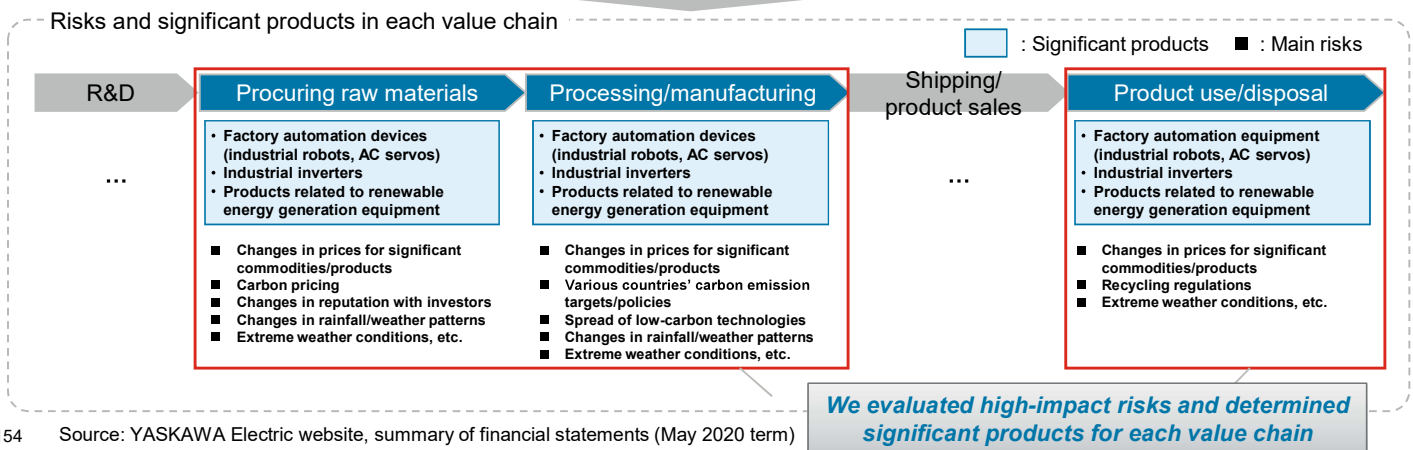 Risks and significant products in each value chain
: Significant products ■ : Main risks
R&D
Procuring raw materials
Processing/manufacturing
Shipping/
product sales
Product use/disposal
…
• Factory automation devices
(industrial robots, AC servos)
• Industrial inverters
• Products related to renewable
energy generation equipment
■ Changes in prices for significant
commodities/products
■ Carbon pricing
■ Changes in reputation with investors
■ Changes in rainfall/weather patterns
■ Extreme weather conditions, etc.
• Factory automation devices
(industrial robots, AC servos)
• Industrial inverters
• Products related to renewable
energy generation equipment
■ Changes in prices for significant
commodities/products
■ Various countries' carbon emission
targets/policies
■ Spread of low-carbon technologies
■ Changes in rainfall/weather patterns
■ Extreme weather conditions, etc.
…
• Factory automation equipment
(industrial robots, AC servos)
• Industrial inverters
• Products related to renewable
energy generation equipment
■ Changes in prices for significant
commodities/products
■ Recycling regulations
■ Extreme weather conditions, etc.
We evaluated high-impact risks and determined
significant products for each value chain
54 Source: YASKAWA Electric website, summary of financial statements (May 2020 term)